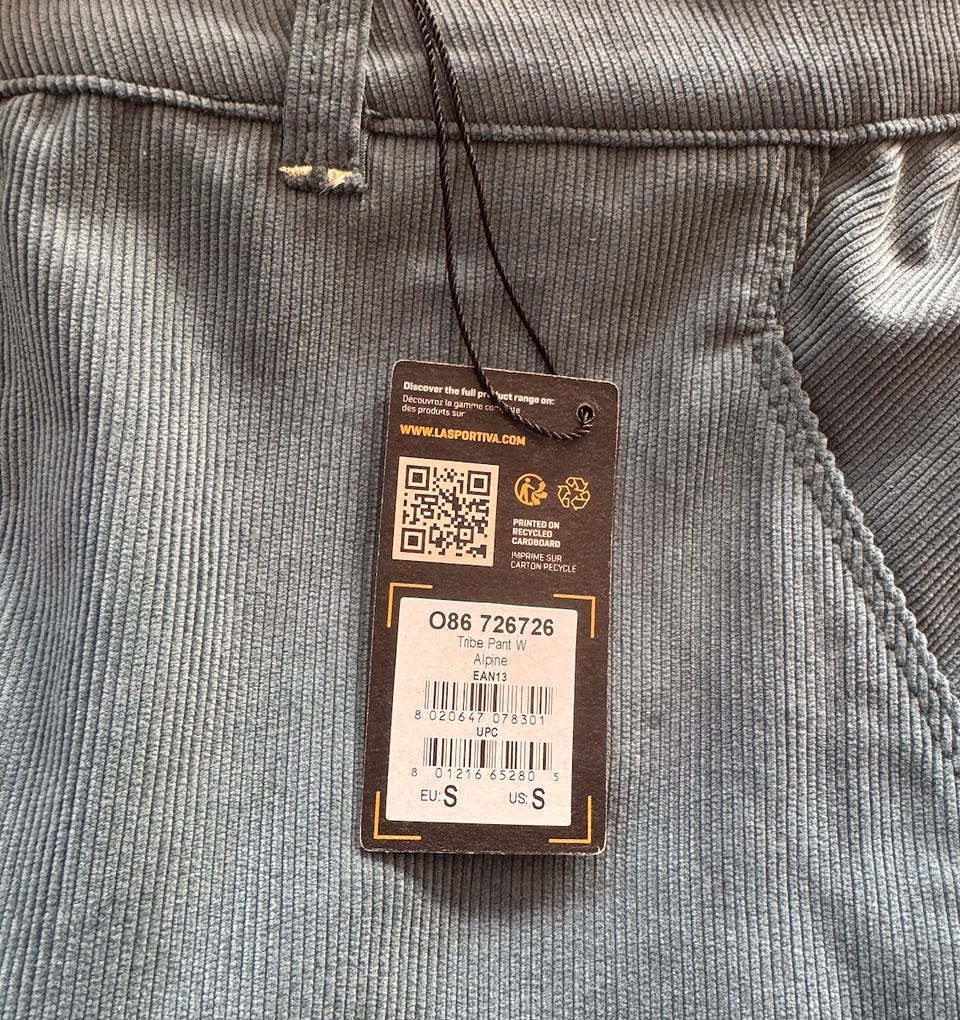 Discover the full product range on:
Découvrez la gamme complète
des produits sur
WWW.LASPORTIVA.COM
PRINTED ON
RECYCLED
CARDBOARD
IMPRIME SUR
CARTON RECYCLÉ
O86 726726
Tribe Pant W
Alpine
EAN13
8 020647 078301
UPC
8 01216 65280 5
EU: S US: S